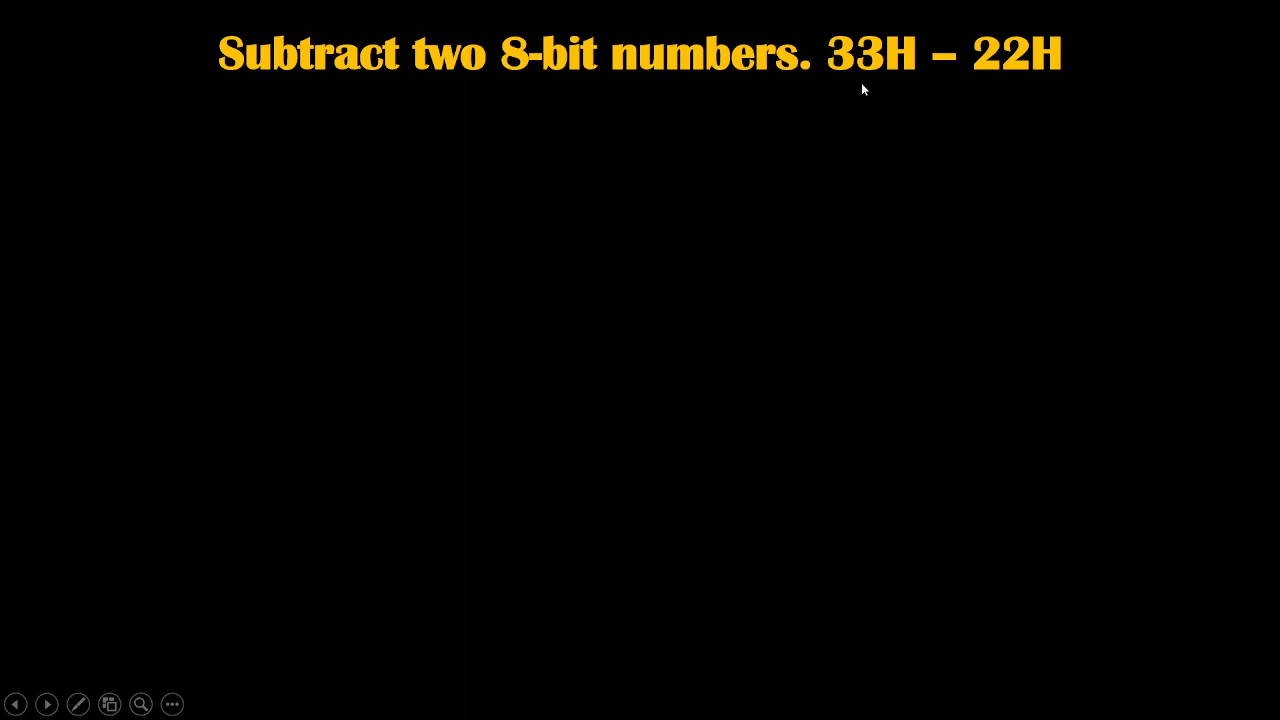 Subtract two 8-bit numbers. 33H – 22H